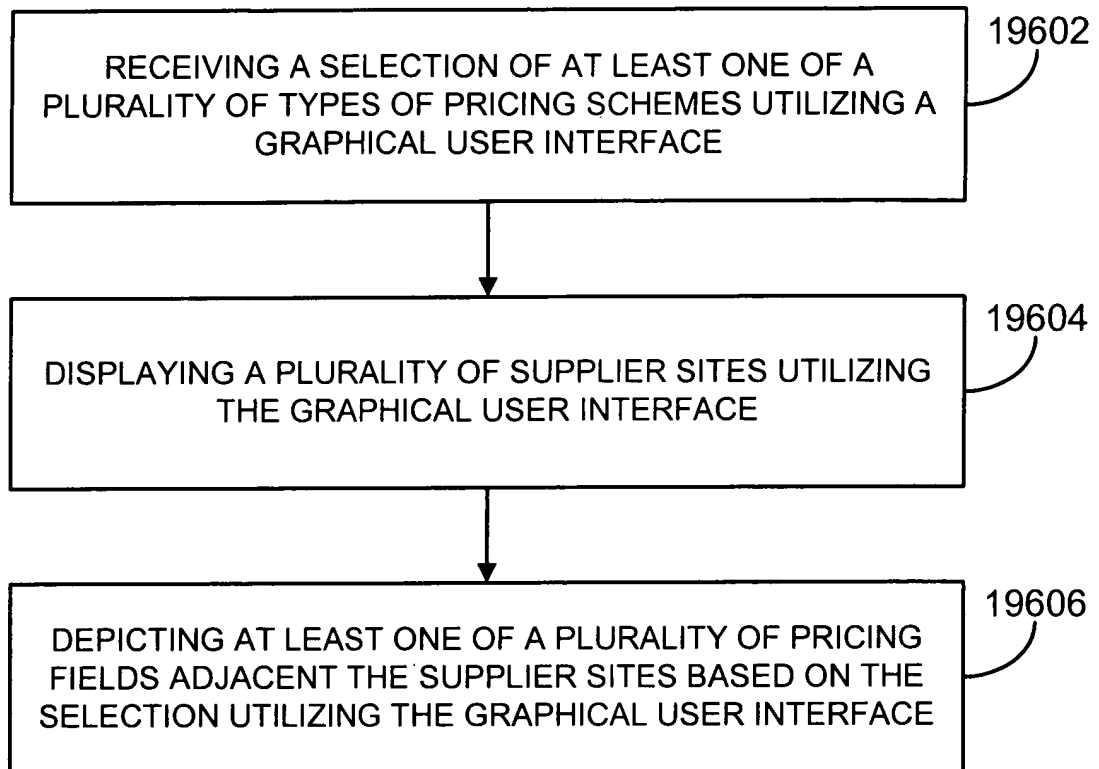 19602
RECEIVING A SELECTION OF AT LEAST ONE OF A
PLURALITY OF TYPES OF PRICING SCHEMES UTILIZING A
GRAPHICAL USER INTERFACE
19604
DISPLAYING A PLURALITY OF SUPPLIER SITES UTILIZING
THE GRAPHICAL USER INTERFACE
19606
DEPICTING AT LEAST ONE OF A PLURALITY OF PRICING
FIELDS ADJACENT THE SUPPLIER SITES BASED ON THE
SELECTION UTILIZING THE GRAPHICAL USER INTERFACE